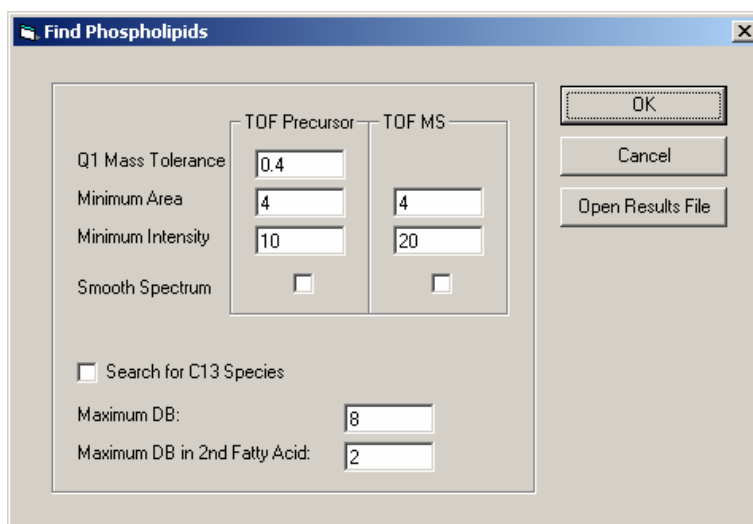 Find Phospholipids
TOF Precursor TOF MS
OK
Q1 Mass Tolerance 0.4
Cancel
Minimum Area 4 4
Open Results File
Minimum Intensity 10 20
Smooth Spectrum
Search for C13 Species
Maximum DB: 8
Maximum DB in 2nd Fatty Acid: 2